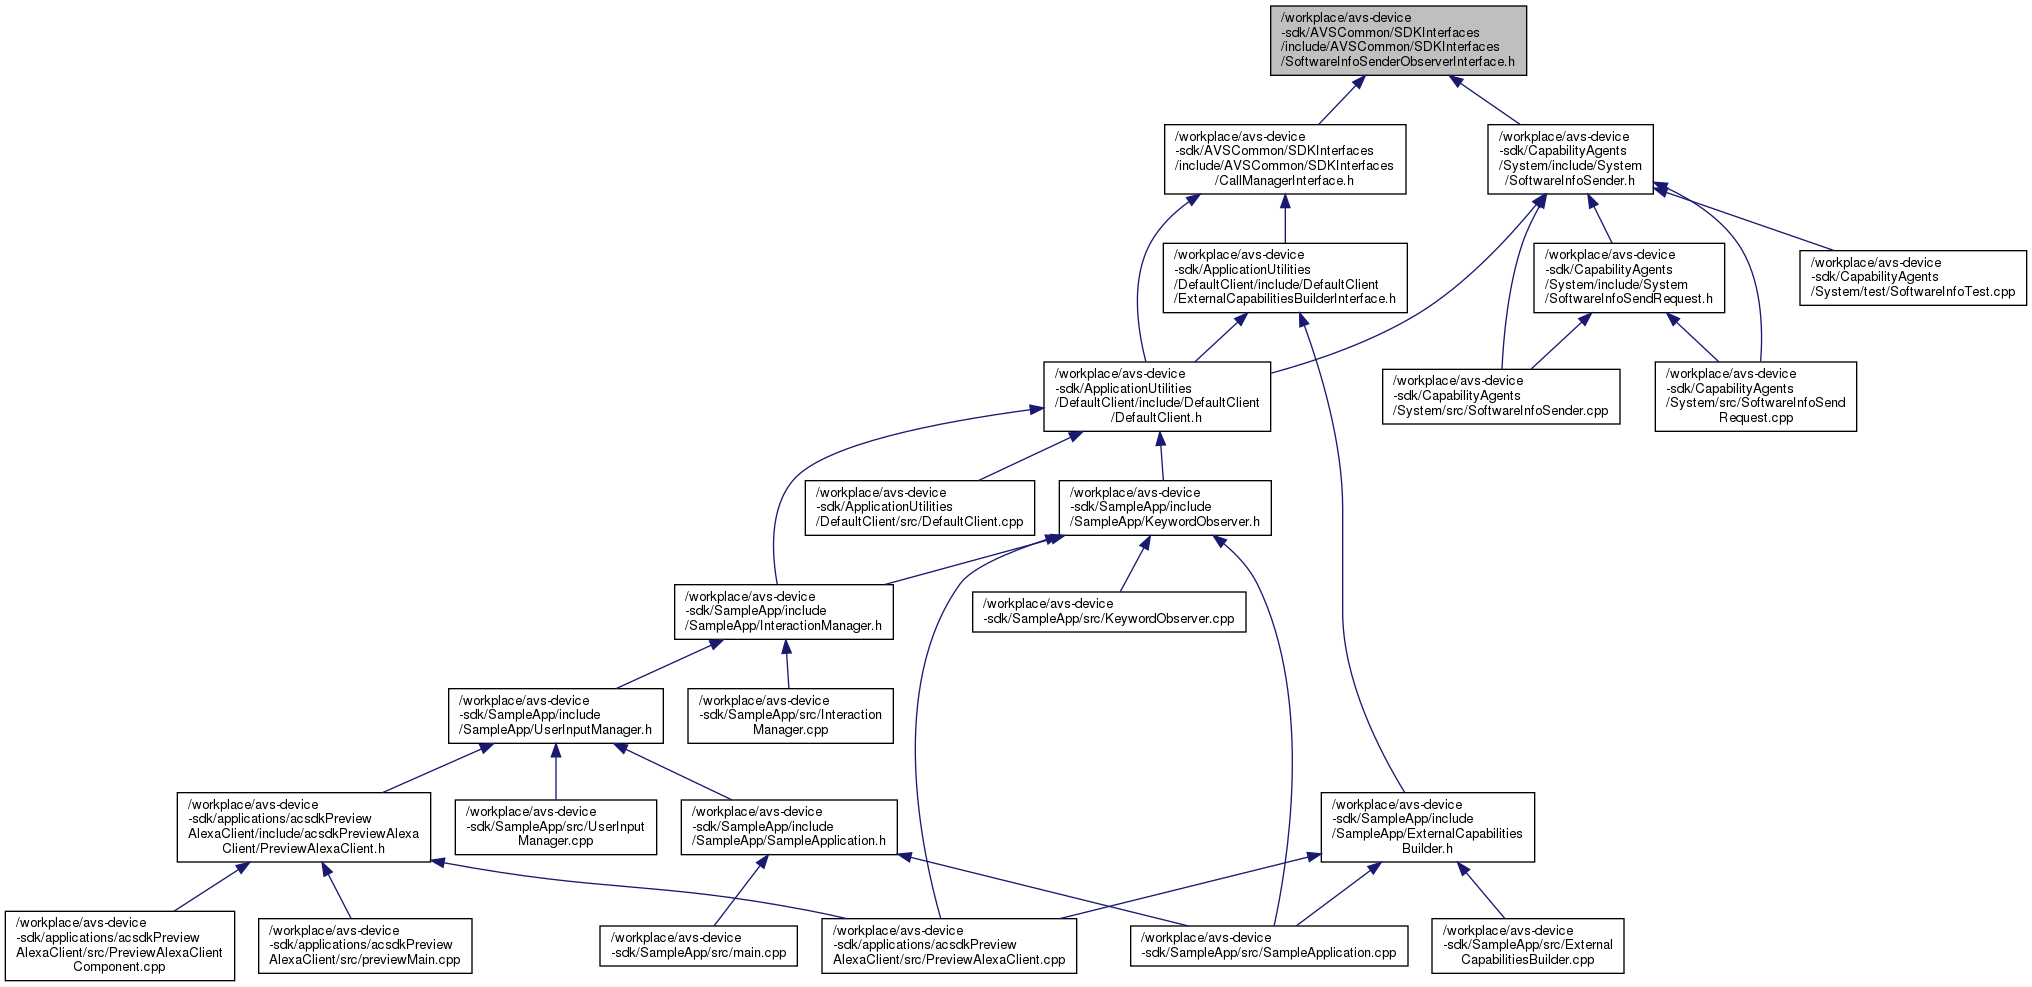 /workplace/avs-device
-sdk/AVSCommon/SDKInterfaces
/include/AVSCommon/SDKInterfaces
/SoftwareInfoSenderObserverInterface.h
/workplace/avs-device
-sdk/AVSCommon/SDKInterfaces
/include/AVSCommon/SDKInterfaces
/CallManagerInterface.h
/workplace/avs-device
-sdk/CapabilityAgents
/System/include/System
/SoftwareInfoSender.h
/workplace/avs-device
-sdk/ApplicationUtilities
/DefaultClient/include/DefaultClient
/ExternalCapabilitiesBuilderInterface.h
/workplace/avs-device
-sdk/CapabilityAgents
/System/include/System
/SoftwareInfoSendRequest.h
/workplace/avs-device
-sdk/CapabilityAgents
/System/test/SoftwareInfoTest.cpp
/workplace/avs-device
-sdk/ApplicationUtilities
/DefaultClient/include/DefaultClient
/DefaultClient.h
/workplace/avs-device
-sdk/CapabilityAgents
/System/src/SoftwareInfoSender.cpp
/workplace/avs-device
-sdk/CapabilityAgents
/System/src/SoftwareInfoSend
Request.cpp
/workplace/avs-device
-sdk/ApplicationUtilities
/DefaultClient/src/DefaultClient.cpp
/workplace/avs-device
-sdk/SampleApp/include
/SampleApp/KeywordObserver.h
/workplace/avs-device
-sdk/SampleApp/include
/SampleApp/InteractionManager.h
/workplace/avs-device
-sdk/SampleApp/src/KeywordObserver.cpp
/workplace/avs-device
-sdk/SampleApp/include
/SampleApp/UserInputManager.h
/workplace/avs-device
-sdk/SampleApp/src/Interaction
Manager.cpp
/workplace/avs-device
-sdk/applications/acsdkPreview
AlexaClient/include/acsdkPreviewAlexa
Client/PreviewAlexaClient.h
/workplace/avs-device
-sdk/SampleApp/src/UserInput
Manager.cpp
/workplace/avs-device
-sdk/SampleApp/include
/SampleApp/SampleApplication.h
/workplace/avs-device
-sdk/SampleApp/include
/SampleApp/ExternalCapabilities
Builder.h
/workplace/avs-device
-sdk/applications/acsdkPreview
AlexaClient/src/PreviewAlexaClient
Component.cpp
/workplace/avs-device
-sdk/applications/acsdkPreview
AlexaClient/src/previewMain.cpp
/workplace/avs-device
-sdk/SampleApp/src/main.cpp
/workplace/avs-device
-sdk/applications/acsdkPreview
AlexaClient/src/PreviewAlexaClient.cpp
/workplace/avs-device
-sdk/SampleApp/src/SampleApplication.cpp
/workplace/avs-device
-sdk/SampleApp/src/External
CapabilitiesBuilder.cpp